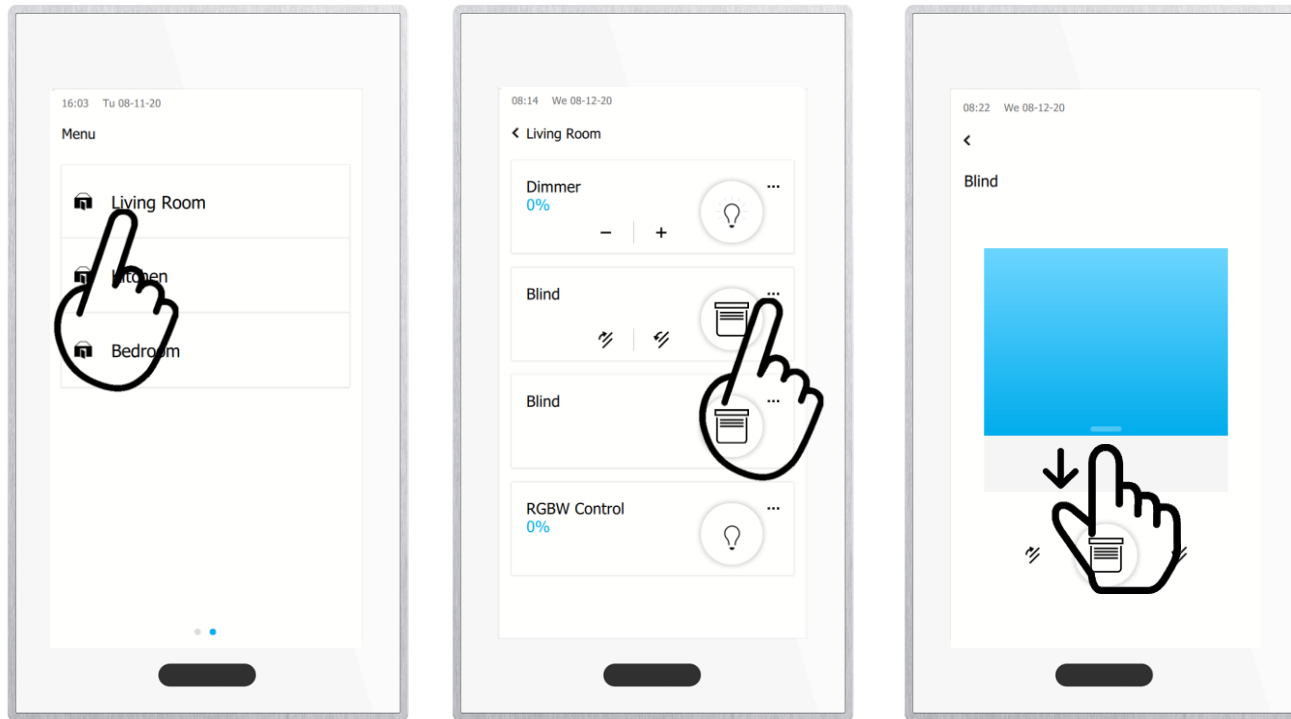 16:03 Tu 08-11-20
Menu
Living Room
Kitchen
Bedroom
08:14 We 08-12-20
Living Room
Dimmer
0%
Blind
Blind
RGBW Control
0%
08:22 We 08-12-20
Blind